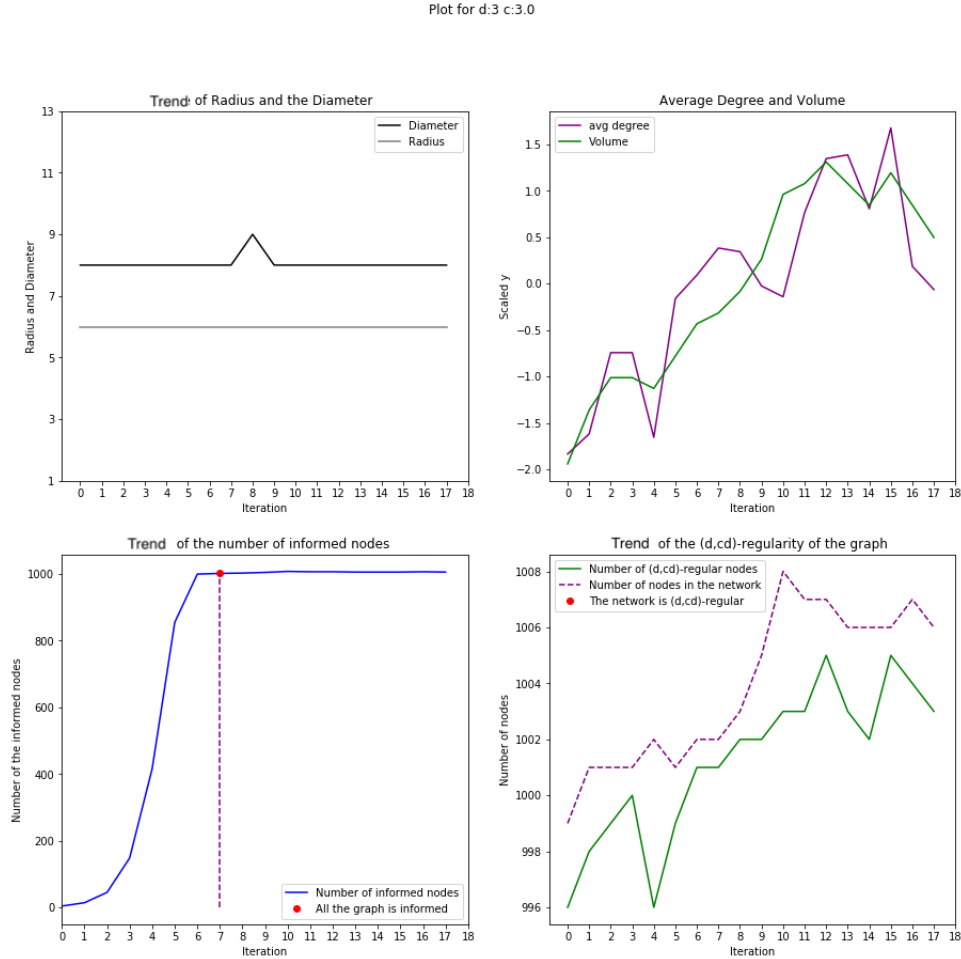 Plot for d:3 c:3.0
Trend of Radius and the Diameter
Diameter
Radius
Radius and Diameter
13
11
9
7
5
3
1
0 1 2 3 4 5 6 7 8 9 10 11 12 13 14 15 16 17 18
Iteration
Average Degree and Volume
avg degree
Volume
Scaled y
1.5
1.0
0.5
0.0
−0.5
−1.0
−1.5
−2.0
0 1 2 3 4 5 6 7 8 9 10 11 12 13 14 15 16 17 18
Iteration
Trend of the number of informed nodes
Number of the informed nodes
1000
800
600
400
200
0
Number of informed nodes
All the graph is informed
0 1 2 3 4 5 6 7 8 9 10 11 12 13 14 15 16 17 18
Iteration
Trend of the (d,cd)-regularity of the graph
Number of (d,cd)-regular nodes
Number of nodes in the network
The network is (d,cd)-regular
Number of nodes
1008
1006
1004
1002
1000
998
996
0 1 2 3 4 5 6 7 8 9 10 11 12 13 14 15 16 17 18
Iteration